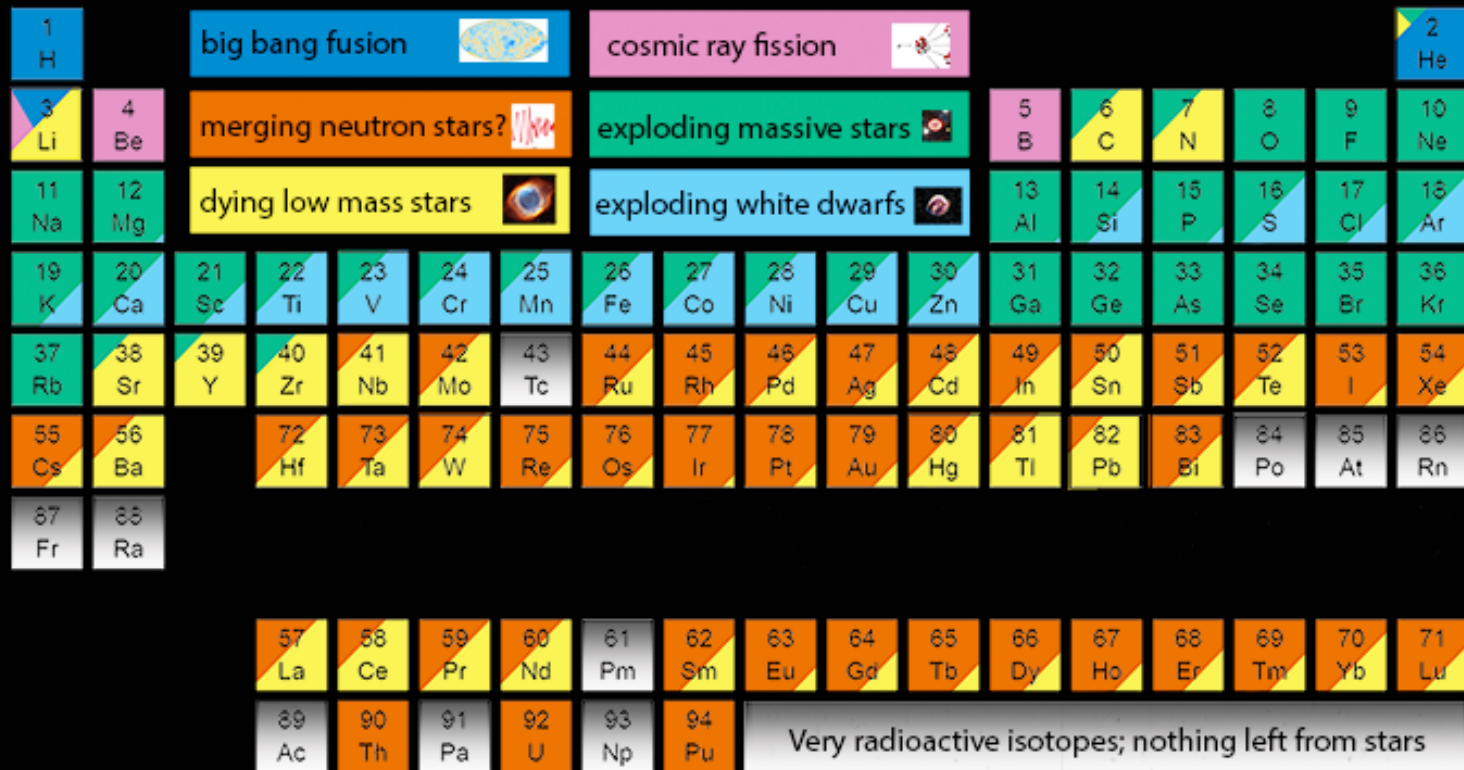 1 2
H big bang fusion cosmic ray fission He
3 4 5 6 7 8 9 10
Li Be merging neutron stars? exploding massive stars B C N O F Ne
11 12 13 14 15 16 17 18
Na Mg dying low mass stars exploding white dwarfs Al Si P S Cl Ar
19 20 21 22 23 24 25 26 27 28 29 30 31 32 33 34 35 36
K Ca Sc Ti V Cr Mn Fe Co Ni Cu Zn Ga Ge As Se Br Kr
37 38 39 40 41 42 43 44 45 46 47 48 49 50 51 52 53 54
Rb Sr Y Zr Nb Mo Tc Ru Rh Pd Ag Cd In Sn Sb Te I Xe
55 56 72 73 74 75 76 77 78 79 80 81 82 83 84 85 86
Cs Ba Hf Ta W Re Os Ir Pt Au Hg Tl Pb Bi Po At Rn
87 88
Fr Ra
57 58 59 60 61 62 63 64 65 66 67 68 69 70 71
La Ce Pr Nd Pm Sm Eu Gd Tb Dy Ho Er Tm Yb Lu
89 90 91 92 93 94
Ac Th Pa U Np Pu Very radioactive isotopes; nothing left from stars